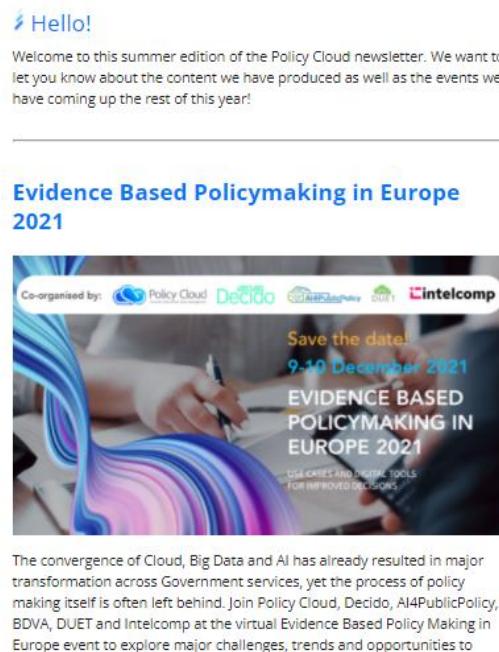 Hello!
Welcome to this summer edition of the Policy Cloud newsletter. We want to
let you know about the content we have produced as well as the events we
have coming up the rest of this year!
Evidence Based Policymaking in Europe
2021
Co-organised by: Policy Cloud Decido AI4PublicPolicy DUET intelcomp
Save the date!
9-10 December 2021
EVIDENCE BASED
POLICYMAKING IN
EUROPE 2021
USE CASES AND DIGITAL TOOLS
FOR IMPROVED DECISIONS
The convergence of Cloud, Big Data and AI has already resulted in major
transformation across Government services, yet the process of policy
making itself is often left behind. Join Policy Cloud, Decido, AI4PublicPolicy,
BDVA, DUET and Intelcomp at the virtual Evidence Based Policy Making in
Europe event to explore major challenges, trends and opportunities to